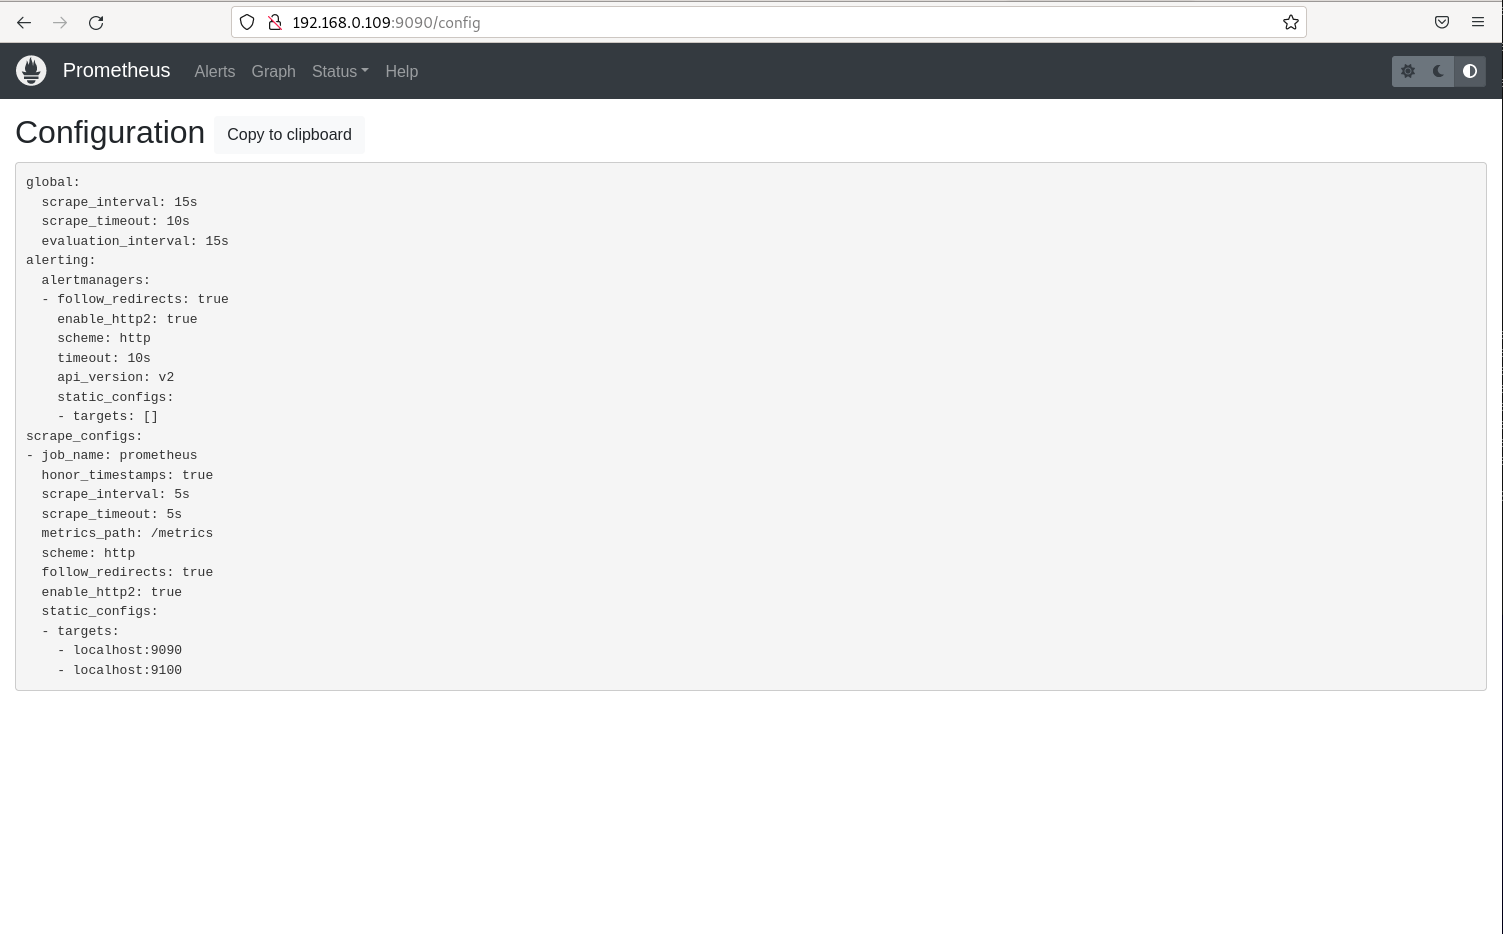 192.168.0.109:9090/config
Prometheus Alerts Graph Status Help
Configuration Copy to clipboard
global:
  scrape_interval: 15s
  scrape_timeout: 10s
  evaluation_interval: 15s
alerting:
  alertmanagers:
  - follow_redirects: true
    enable_http2: true
    scheme: http
    timeout: 10s
    api_version: v2
    static_configs:
    - targets: []
scrape_configs:
- job_name: prometheus
  honor_timestamps: true
  scrape_interval: 5s
  scrape_timeout: 5s
  metrics_path: /metrics
  scheme: http
  follow_redirects: true
  enable_http2: true
  static_configs:
  - targets:
    - localhost:9090
    - localhost:9100